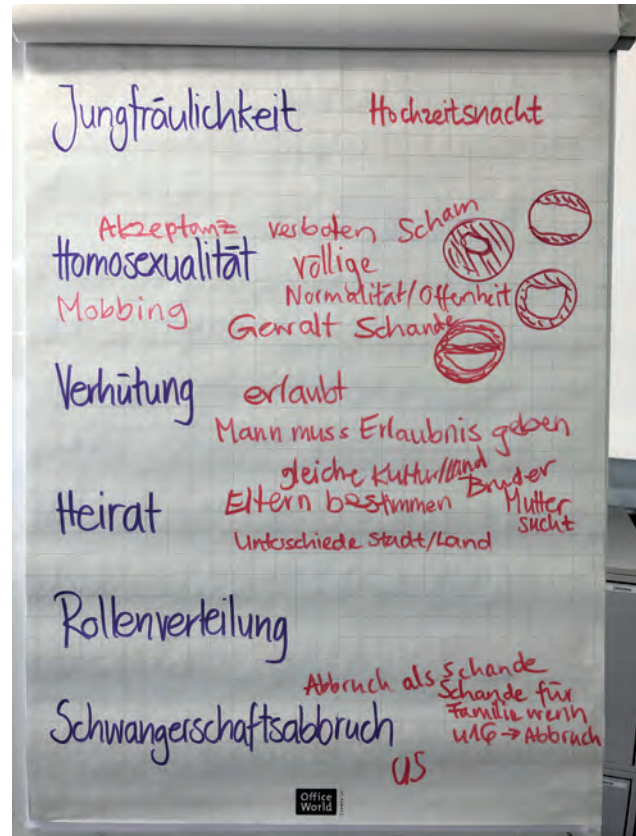 Jungfräulichkeit Hochzeitsnacht
Akzeptanz verboten Scham
Homosexualität völlige
Mobbing Normalität/Offenheit
Gewalt Schande
Verhütung erlaubt
Mann muss Erlaubnis geben
gleiche Kultur/Land Bruder
Heirat Eltern bestimmen Mutter
sucht
Unterschiede Stadt/Land
Rollenverteilung
Abbruch als Schande
Schande für
Familie wenn
Schwangerschaftsabbruch u16 → Abbruch
US
Office
World